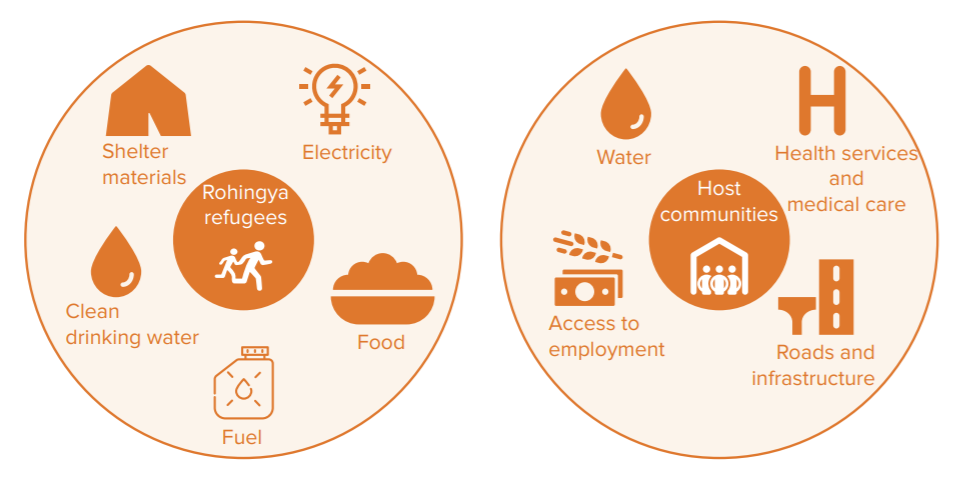 Shelter
materials
Electricity
Rohingya
refugees
Clean
drinking water
Food
Fuel
Water
Health services
and
medical care
Host
communities
Access to
employment
Roads and
infrastructure